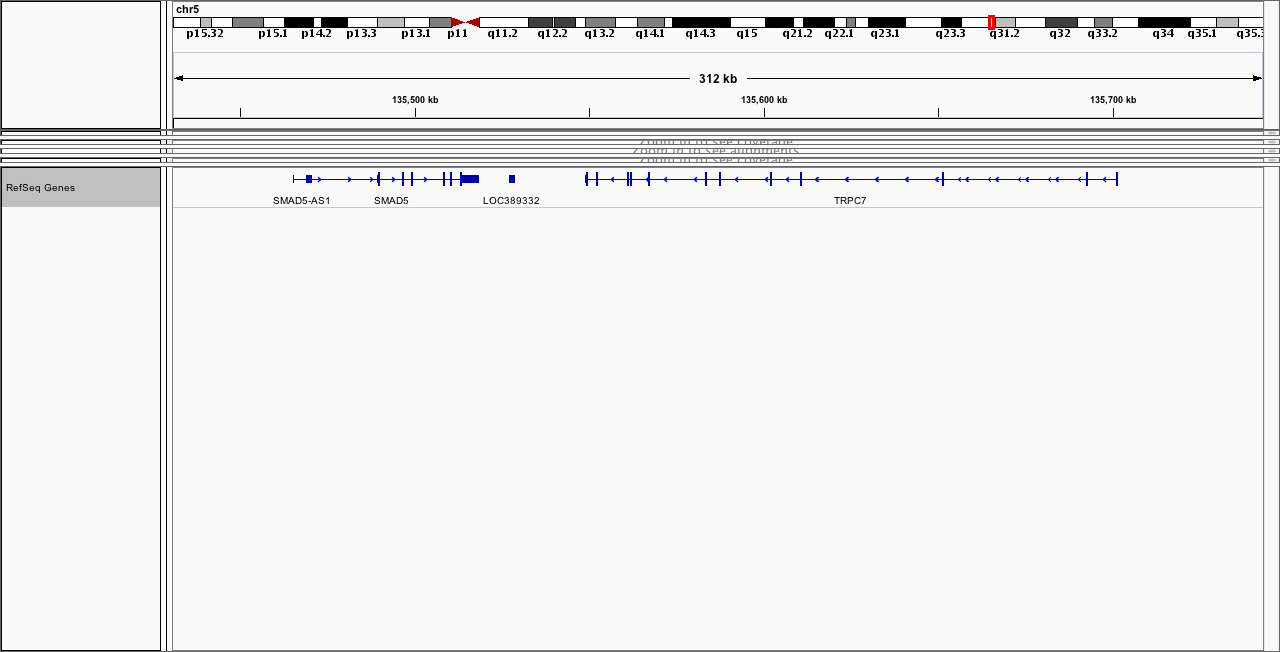 chr5
p15.32 p15.1 p14.2 p13.3 p13.1 p11 q11.2 q12.2 q13.2 q14.1 q14.3 q15 q21.2 q22.1 q23.1 q23.3 q31.2 q32 q33.2 q34 q35.1
312 kb
135,500 kb 135,600 kb 135,700 kb
Zoom in to see coverage
Zoom in to see alignments
Zoom in to see coverage
RefSeq Genes
SMAD5-AS1 SMAD5 LOC389332 TRPC7